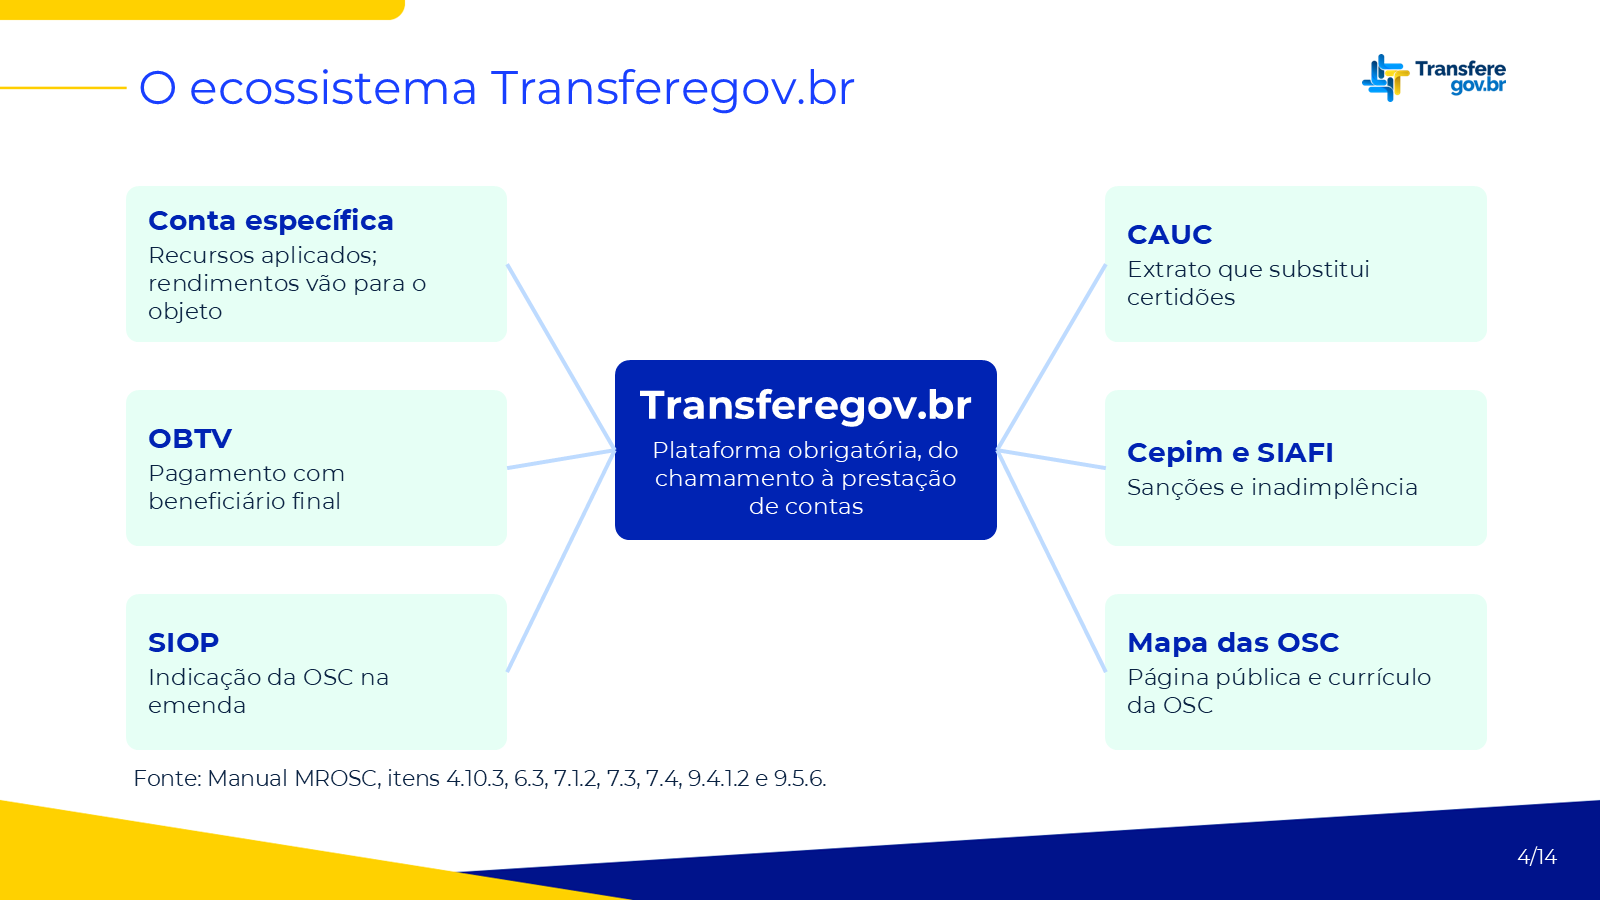 O ecossistema Transferegov.br
Transfere
gov.br
Conta específica
Recursos aplicados;
rendimentos vão para o
objeto
OBTV
Pagamento com
beneficiário final
SIOP
Indicação da OSC na
emenda
Transferegov.br
Plataforma obrigatória, do
chamamento à prestação
de contas
CAUC
Extrato que substitui
certidões
Cepim e SIAFI
Sanções e inadimplência
Mapa das OSC
Página pública e currículo
da OSC
Fonte: Manual MROSC, itens 4.10.3, 6.3, 7.1.2, 7.3, 7.4, 9.4.1.2 e 9.5.6.
4/14